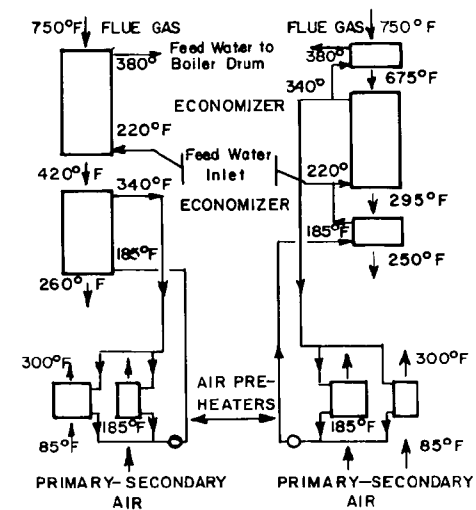 750°F FLUE GAS
FLUE GAS 750°F
380° Feed Water to
Boiler Drum
380°
675°F
340°
ECONOMIZER
220°F
Feed Water
Inlet
220°
420° F
340°F
ECONOMIZER
295°F
185°F
185°F
260° F
250°F
300°F
300°F
AIR PRE-
HEATERS
185°F
185°F
85°F
85°F
PRIMARY-SECONDARY
AIR
PRIMARY-SECONDARY
AIR